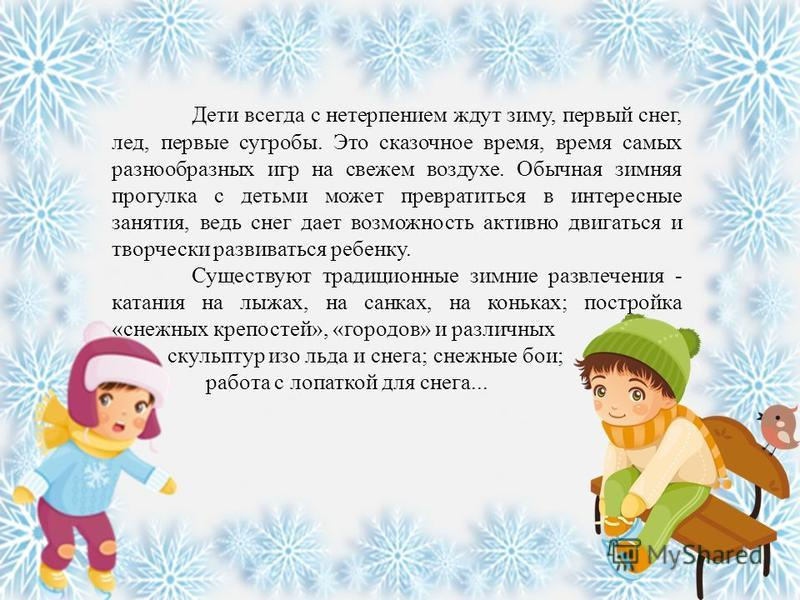 Дети всегда с нетерпением ждут зиму, первый снег,
лед, первые сугробы. Это сказочное время, время самых
разнообразных игр на свежем воздухе. Обычная зимняя
прогулка с детьми может превратиться в интересные
занятия, ведь снег дает возможность активно двигаться и
творчески развиваться ребенку.
Существуют традиционные зимние развлечения -
катания на лыжах, на санках, на коньках; постройка
«снежных крепостей», «городов» и различных
скульптур изо льда и снега; снежные бои;
работа с лопаткой для снега...
MyShared